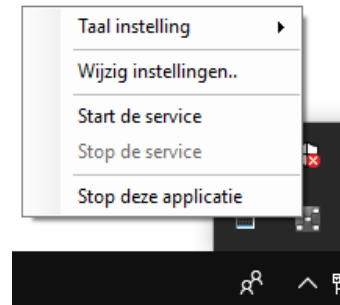 Taal instelling
Wijzig instellingen..
Start de service
Stop de service
Stop deze applicatie